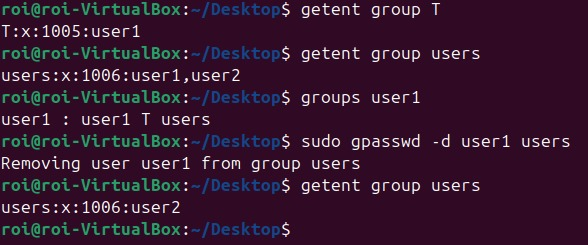 roi@roi-VirtualBox:~/Desktop$ getent group T
T:x:1005:user1
roi@roi-VirtualBox:~/Desktop$ getent group users
users:x:1006:user1,user2
roi@roi-VirtualBox:~/Desktop$ groups user1
user1 : user1 T users
roi@roi-VirtualBox:~/Desktop$ sudo gpasswd -d user1 users
Removing user user1 from group users
roi@roi-VirtualBox:~/Desktop$ getent group users
users:x:1006:user2
roi@roi-VirtualBox:~/Desktop$